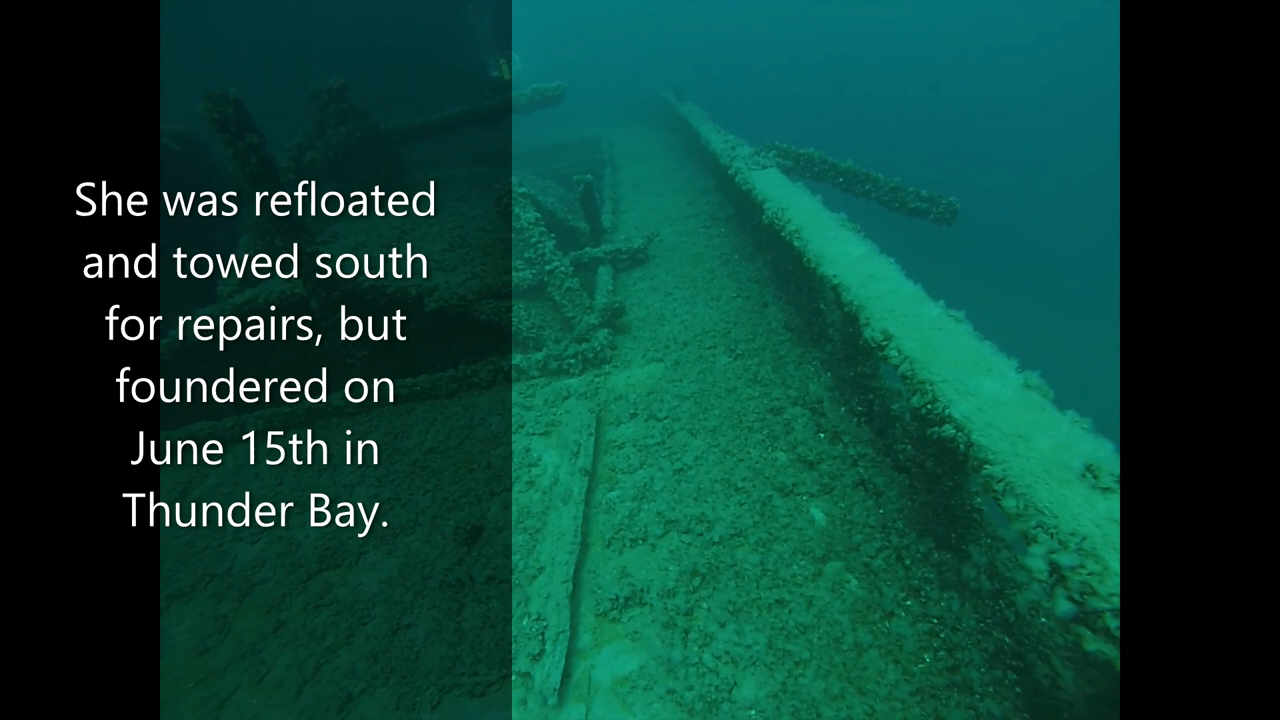 She was refloated
and towed south
for repairs, but
foundered on
June 15th in
Thunder Bay.